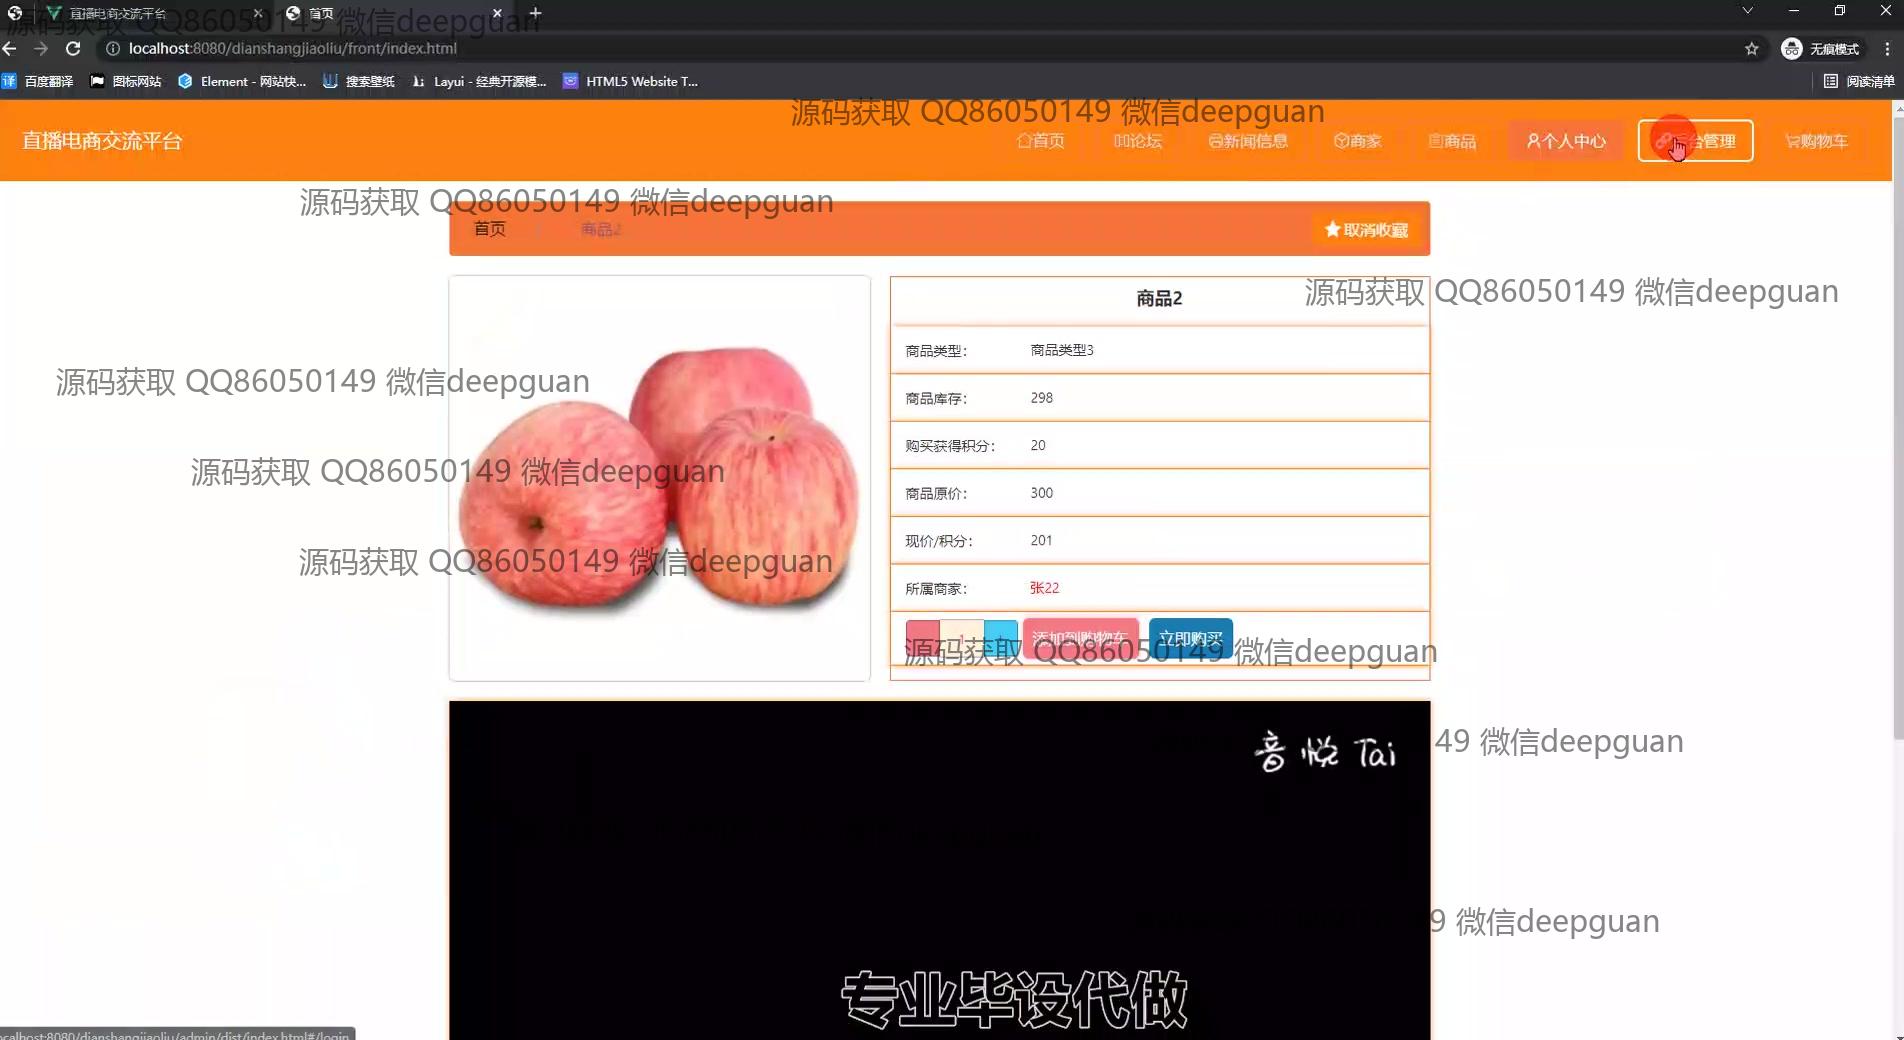 直播电商交流平台
首页
localhost:8080/dianshangjiaoliu/front/index.html
无痕模式
百度翻译
图标网站
Element - 网站快...
搜索壁纸
Layui - 经典开源模...
HTML5 Website T...
阅读清单
源码获取 QQ86050149 微信deepguan
源码获取 QQ86050149 微信deepguan
直播电商交流平台
首页
论坛
新闻信息
商家
商品
个人中心
台管理
购物车
源码获取 QQ86050149 微信deepguan
首页
商品2
取消收藏
商品2
源码获取 QQ86050149 微信deepguan
商品类型： 商品类型3
源码获取 QQ86050149 微信deepguan
商品库存： 298
购买获得积分： 20
源码获取 QQ86050149 微信deepguan
商品原价： 300
现价/积分： 201
源码获取 QQ86050149 微信deepguan
所属商家： 张22
1
添加到购物车
立即购买
源码获取 QQ86050149 微信deepguan
音悦Tai
49 微信deepguan
9 微信deepguan
专业毕设代做
ocalhost:8080/dianshangjiaoliu/admin/dist/index.html#/login